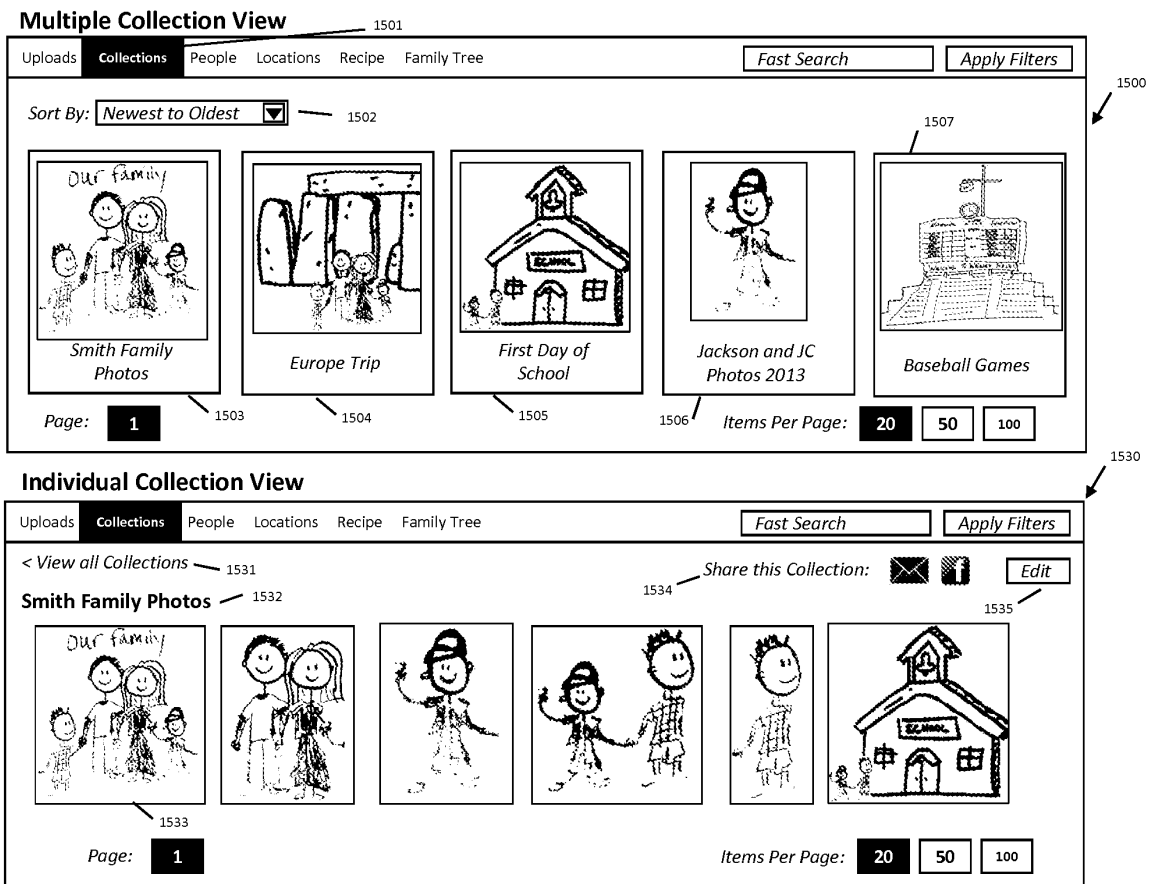 Multiple Collection View
1501
Uploads Collections People Locations Recipe Family Tree Fast Search Apply Filters
1500
Sort By: Newest to Oldest 1502
1507
our family
SCHOOL
Smith Family
Photos
Europe Trip
First Day of
School
Jackson and JC
Photos 2013
Baseball Games
1503 1504 1505 1506
Page: 1 Items Per Page: 20 50 100
1530
Individual Collection View
Uploads Collections People Locations Recipe Family Tree Fast Search Apply Filters
< View all Collections 1531 1534 Share this Collection: f Edit
Smith Family Photos 1532 1535
our family
SCHOOL
1533
Page: 1 Items Per Page: 20 50 100